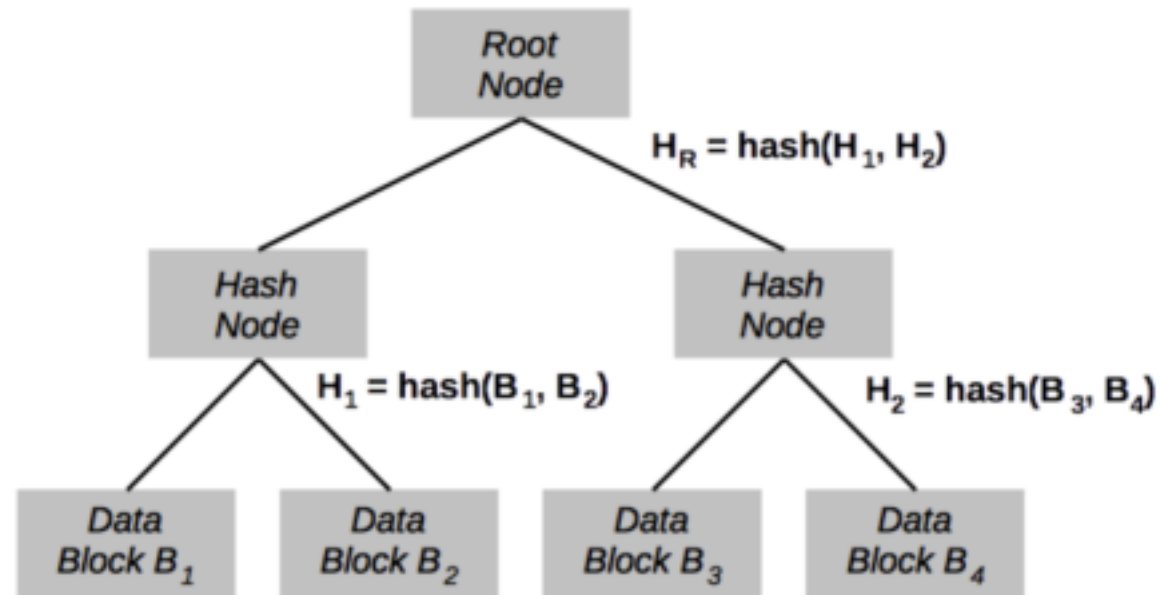 Root
Node
H_R = hash(H_1, H_2)
Hash
Node
Hash
Node
H_1 = hash(B_1, B_2)
H_2 = hash(B_3, B_4)
Data
Block B_1
Data
Block B_2
Data
Block B_3
Data
Block B_4